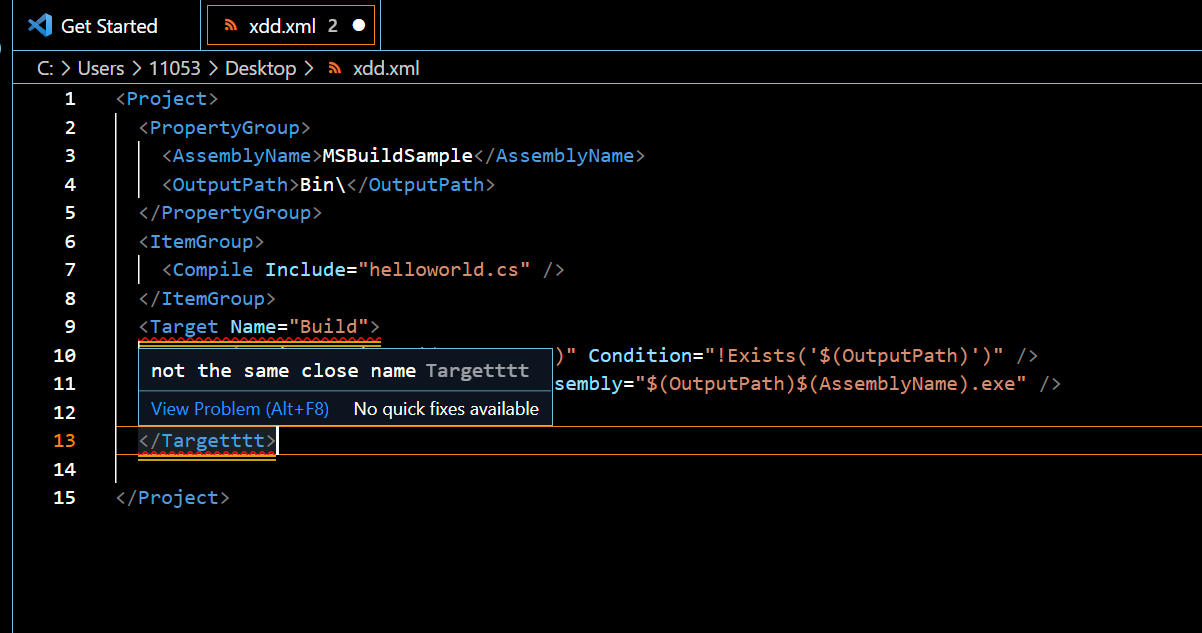 Get Started xdd.xml 2
C: > Users > 11053 > Desktop > xdd.xml
1 <Project>
2 <PropertyGroup>
3 <AssemblyName>MSBuildSample</AssemblyName>
4 <OutputPath>Bin\</OutputPath>
5 </PropertyGroup>
6 <ItemGroup>
7 <Compile Include="helloworld.cs" />
8 </ItemGroup>
9 <Target Name="Build">
10 )" Condition="!Exists('$(OutputPath)')" />
not the same close name Targetttt
11 sembly="$(OutputPath)$(AssemblyName).exe" />
12 View Problem (Alt+F8) No quick fixes available
13 </Targetttt>
14
15 </Project>